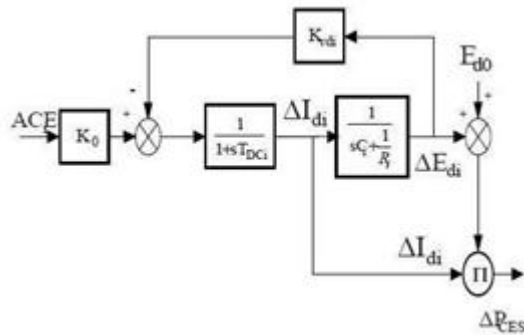 K_vdi
E_d0
-
+
+
ACE
K_0
+
1
1+sT_DCi
ΔI_di
1
sC_i+1/R_i
ΔE_di
ΔI_di
Π
ΔP_CES